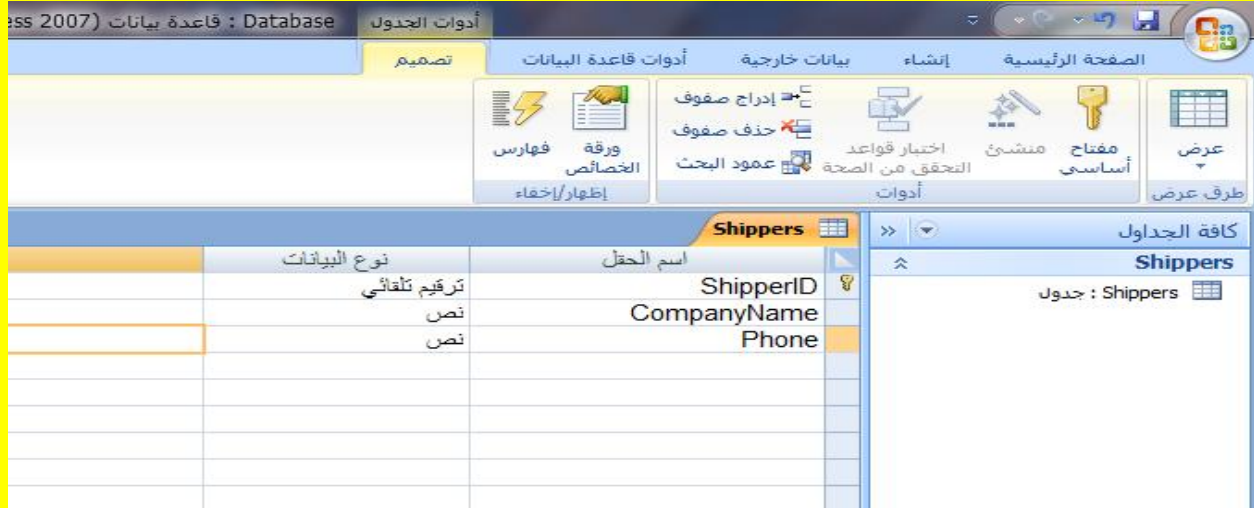 أدوات الجدول
Database : قاعدة بيانات (ess 2007
الصفحة الرئيسية
إنشاء
بيانات خارجية
أدوات قاعدة البيانات
تصميم
عرض
طرق عرض
مفتاح أساسي
منشئ
اختبار قواعد التحقق من الصحة
إدراج صفوف
حذف صفوف
عمود البحث
أدوات
ورقة الخصائص
فهارس
إظهار/إخفاء
كافة الجداول
Shippers
Shippers : جدول
Shippers
اسم الحقل
نوع البيانات
ShipperID
ترقيم تلقائي
CompanyName
نص
Phone
نص